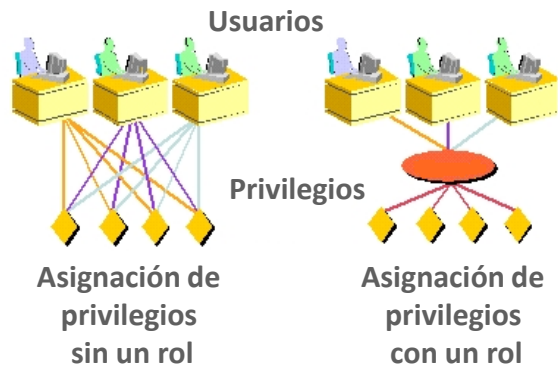 Usuarios
Privilegios
Asignación de
privilegios
sin un rol
Asignación de
privilegios
con un rol